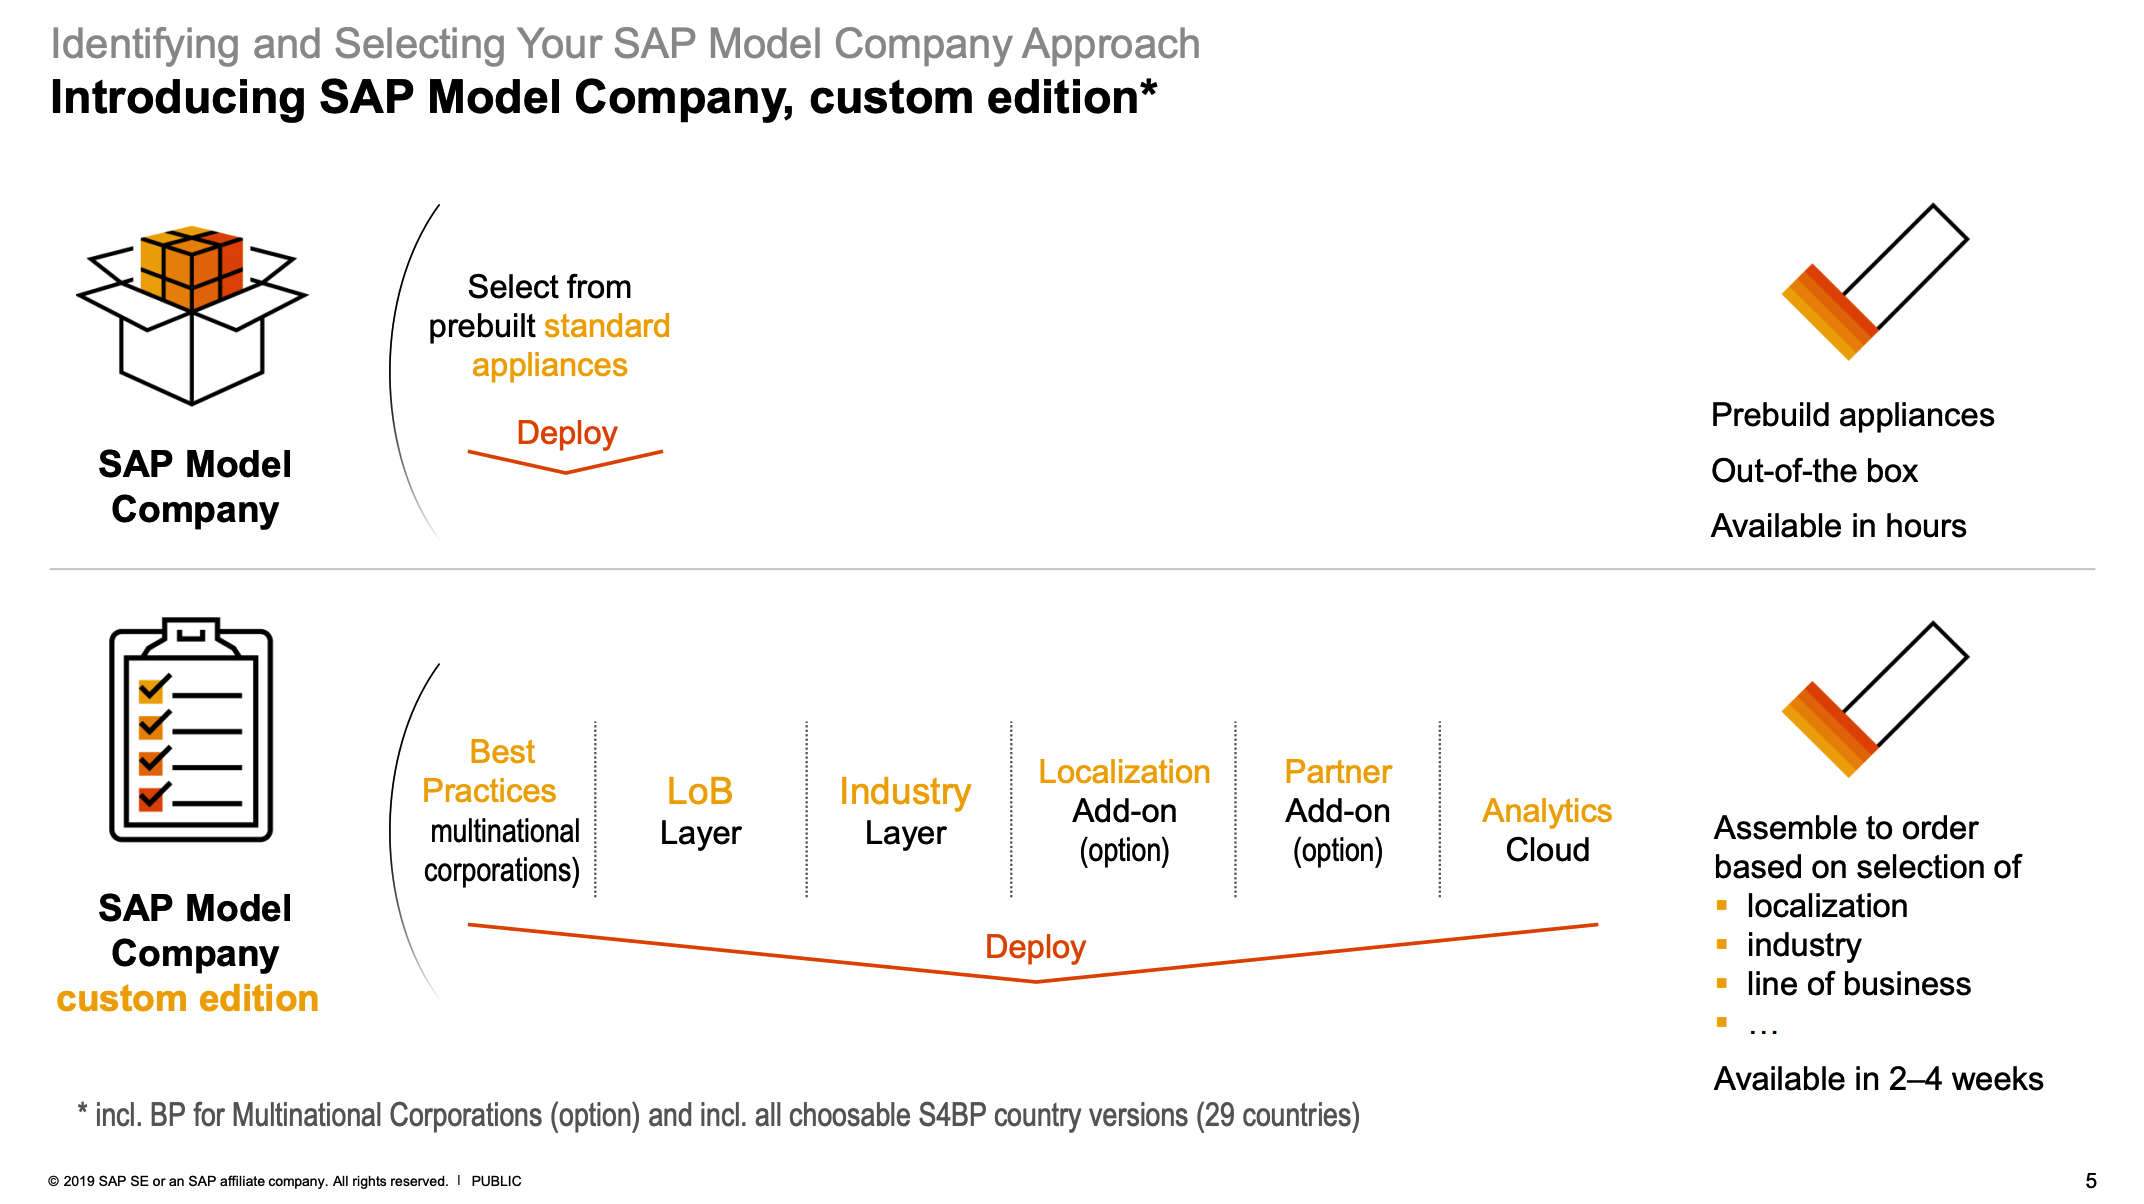 Identifying and Selecting Your SAP Model Company Approach
Introducing SAP Model Company, custom edition*
SAP Model
Company
Select from
prebuilt standard
appliances
Deploy
Prebuild appliances
Out-of-the box
Available in hours
SAP Model
Company
custom edition
Best
Practices
multinational
corporations)
LoB
Layer
Industry
Layer
Localization
Add-on
(option)
Partner
Add-on
(option)
Analytics
Cloud
Deploy
Assemble to order
based on selection of
▪ localization
▪ industry
▪ line of business
▪ …
Available in 2–4 weeks
* incl. BP for Multinational Corporations (option) and incl. all choosable S4BP country versions (29 countries)
© 2019 SAP SE or an SAP affiliate company. All rights reserved. | PUBLIC
5